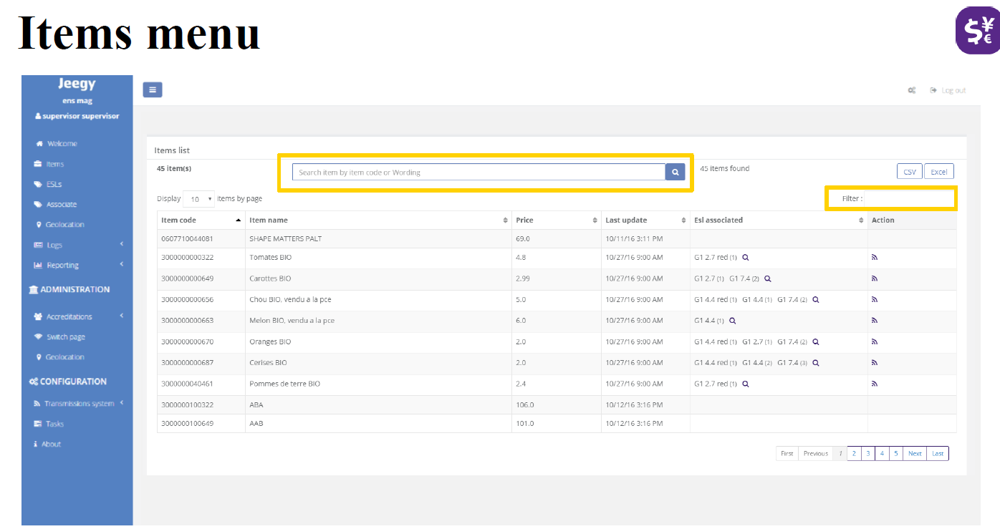 Items menu
$ ¥ €
Jeegy
ens mag
supervisor supervisor
Log out
Welcome
Items
ESLs
Associate
Geolocation
Logs
Reporting
ADMINISTRATION
Accreditations
Switch page
Geolocation
CONFIGURATION
Transmissions system
Tasks
About
Items list
45 item(s)
Search item by item code or Wording
45 items found
CSV Excel
Display 10 items by page
Filter :
Item code Item name Price Last update Esl associated Action
0607710044081 SHAPE MATTERS PALT 69.0 10/11/16 3:11 PM
3000000000322 Tomates BIO 4.8 10/27/16 9:00 AM G1 2.7 red (1)
3000000000649 Carottes BIO 2.99 10/27/16 9:00 AM G1 2.7 (1) G1 7.4 (2)
3000000000656 Chou BIO, vendu a la pce 5.0 10/27/16 9:00 AM G1 4.4 red (1) G1 4.4 (1) G1 7.4 (2)
3000000000663 Melon BIO, vendu a la pce 6.0 10/27/16 9:00 AM G1 4.4 (1)
3000000000670 Oranges BIO 2.0 10/27/16 9:00 AM G1 4.4 red (1) G1 2.7 (1) G1 7.4 (2)
3000000000687 Cerises BIO 2.0 10/27/16 9:00 AM G1 4.4 red (1) G1 4.4 (2) G1 7.4 (3)
3000000040461 Pommes de terre BIO 2.4 10/27/16 9:00 AM G1 2.7 red (1)
3000000100322 ABA 106.0 10/12/16 3:16 PM
3000000100649 AAB 101.0 10/12/16 3:16 PM
First Previous 1 2 3 4 5 Next Last